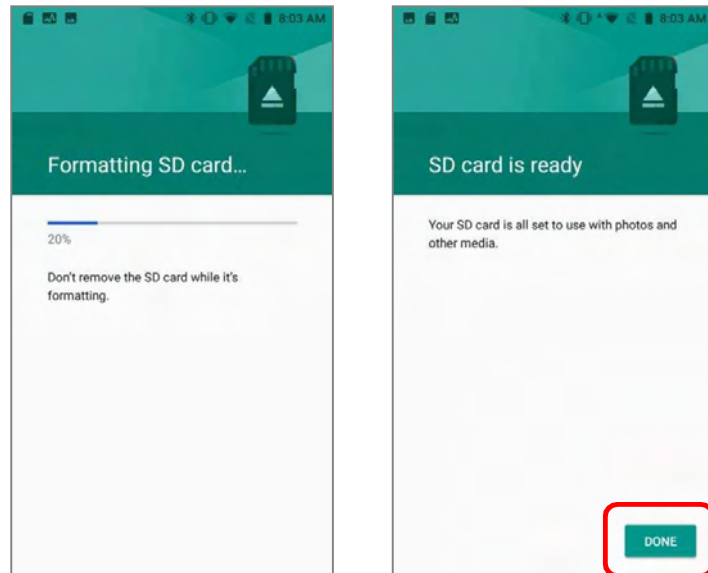 8:03 AM
Formatting SD card...
20%
Don't remove the SD card while it's
formatting.
8:03 AM
SD card is ready
Your SD card is all set to use with photos and
other media.
DONE